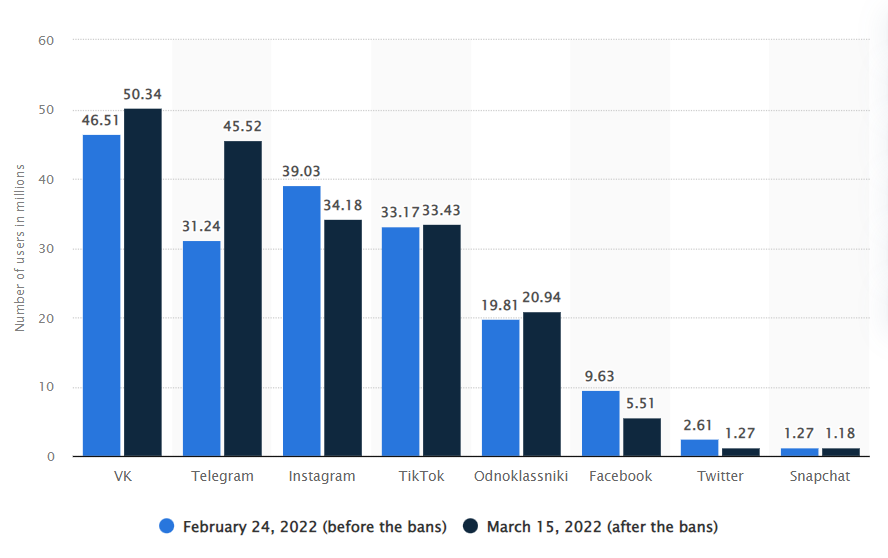 60
50
40
30
20
10
0
Number of users in millions
46.51
50.34
31.24
45.52
39.03
34.18
33.17
33.43
19.81
20.94
9.63
5.51
2.61
1.27
1.27
1.18
VK
Telegram
Instagram
TikTok
Odnoklassniki
Facebook
Twitter
Snapchat
February 24, 2022 (before the bans)
March 15, 2022 (after the bans)